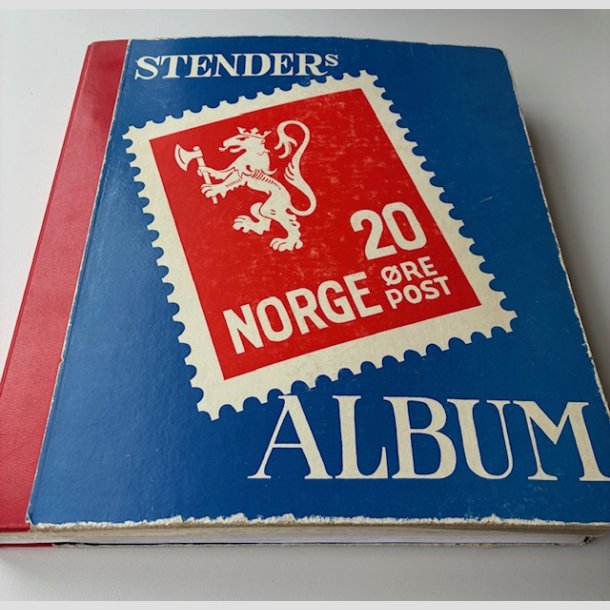 STENDERS
20
NORGE ØRE
POST
ALBUM